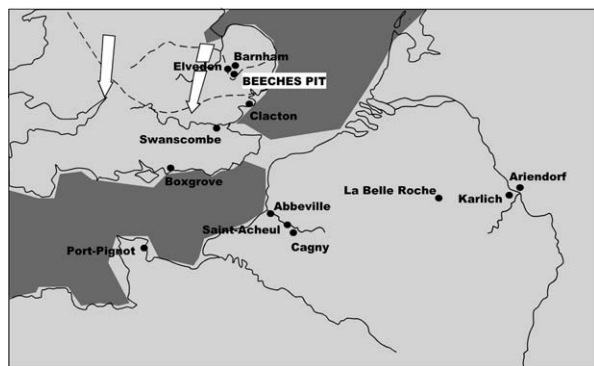 Barnham
Elveden
BEECHES PIT
Clacton
Swanscombe
Boxgrove
Ariendorf
La Belle Roche
Karlich
Abbeville
Saint-Acheul
Cagny
Port-Pignot